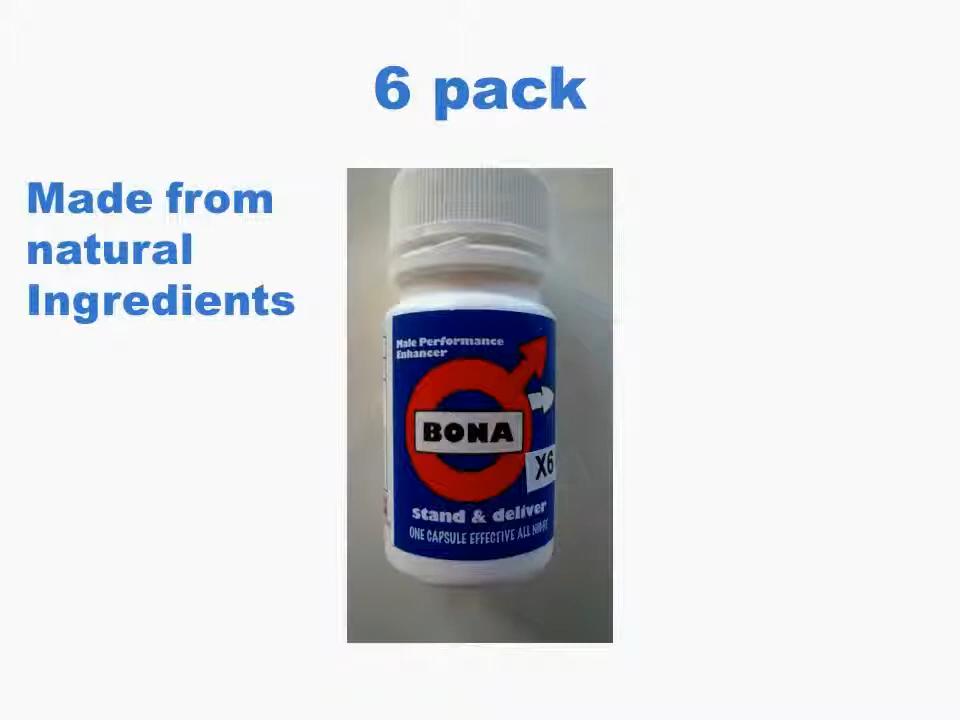 6 pack
Made from
natural
Ingredients
Male Performance
Enhancer
BONA
X6
stand & deliver
ONE CAPSULE EFFECTIVE ALL